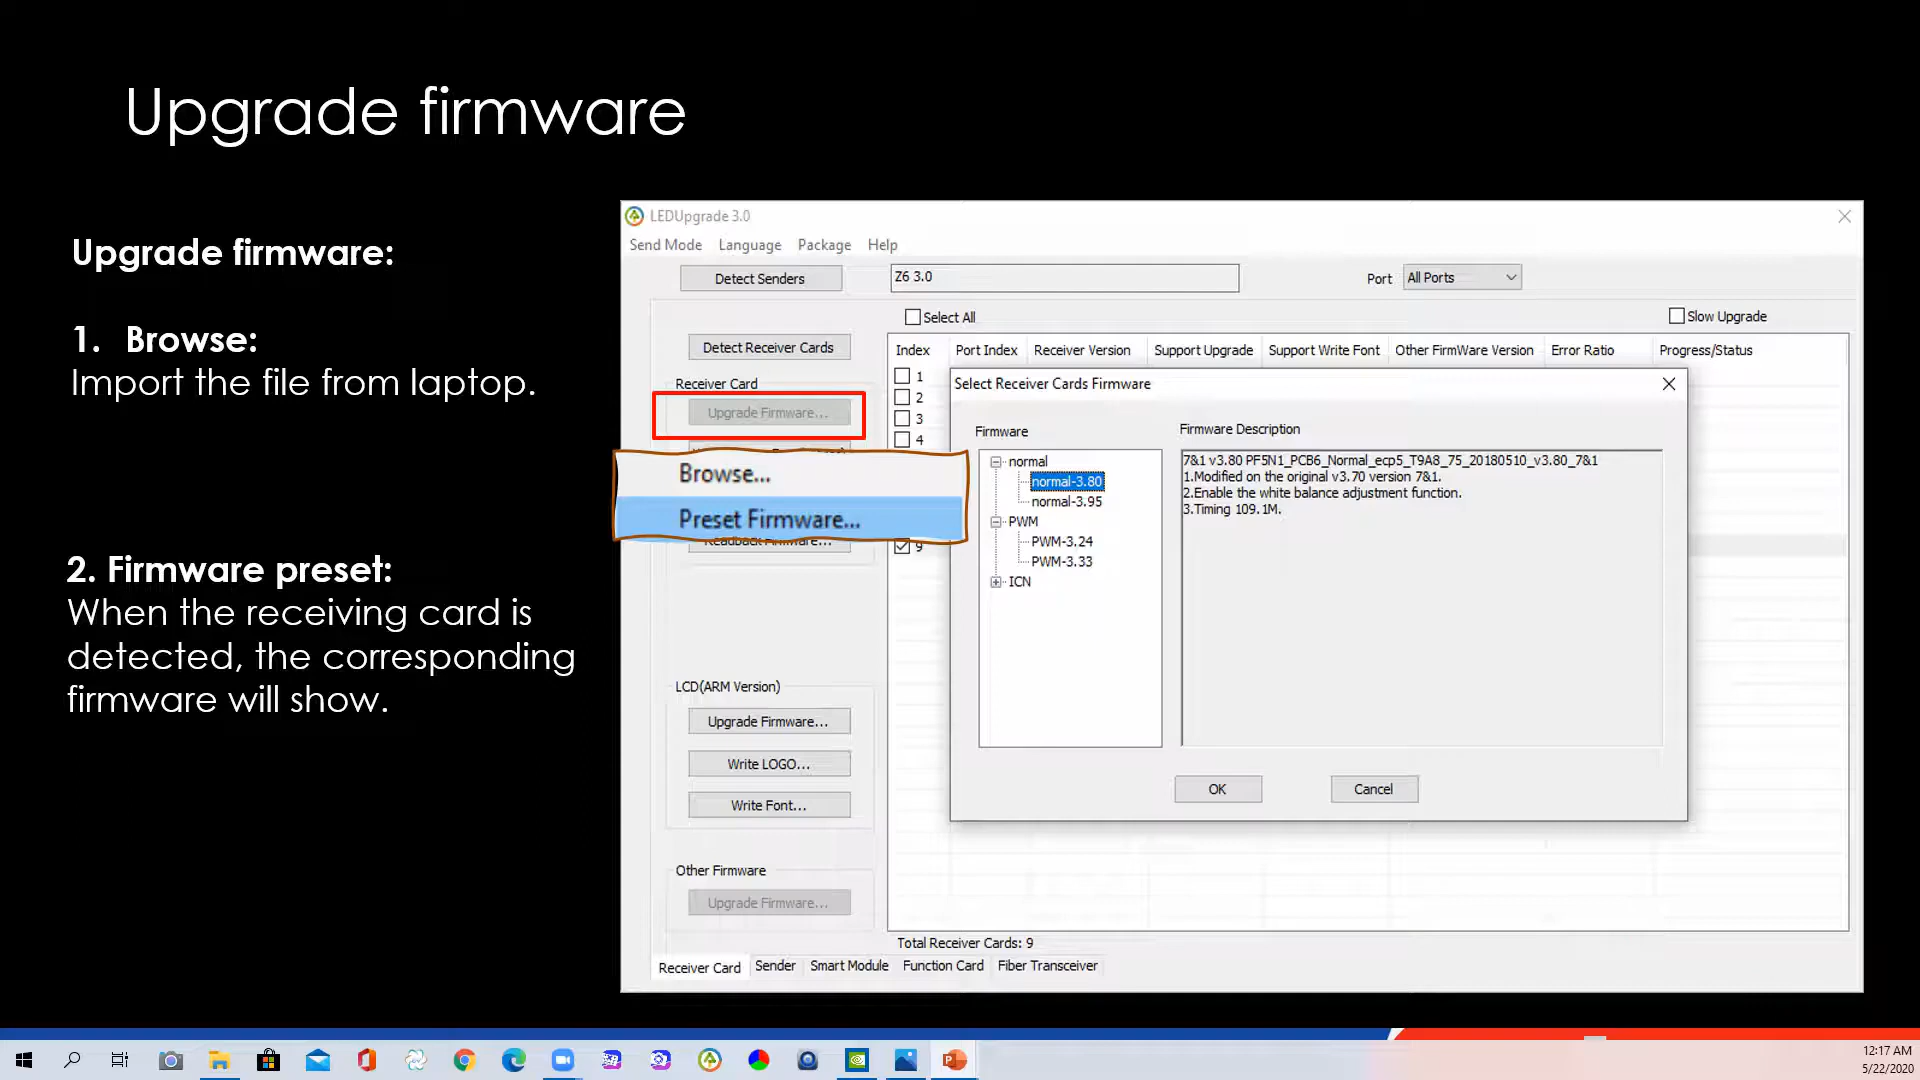 Upgrade firmware
Upgrade firmware:
1. Browse:
Import the file from laptop.
2. Firmware preset:
When the receiving card is
detected, the corresponding
firmware will show.
LEDUpgrade 3.0
Send Mode Language Package Help
Detect Senders
Z6 3.0
Port All Ports
Select All
Slow Upgrade
Detect Receiver Cards
Index Port Index Receiver Version Support Upgrade Support Write Font Other FirmWare Version Error Ratio Progress/Status
1
2
3
4
9
Receiver Card
Upgrade Firmware...
Browse...
Preset Firmware...
Readback Firmware...
Select Receiver Cards Firmware
Firmware
normal
normal-3.80
normal-3.95
PWM
PWM-3.24
PWM-3.33
ICN
Firmware Description
7&1 v3.80 PF5N1_PCB6_Normal_ecp5_T9A8_75_20180510_v3.80_7&1
1.Modified on the original v3.70 version 7&1.
2.Enable the white balance adjustment function.
3.Timing 109.1M.
OK Cancel
LCD(ARM Version)
Upgrade Firmware...
Write LOGO...
Write Font...
Other Firmware
Upgrade Firmware...
Total Receiver Cards: 9
Receiver Card Sender Smart Module Function Card Fiber Transceiver
12:17 AM
5/22/2020